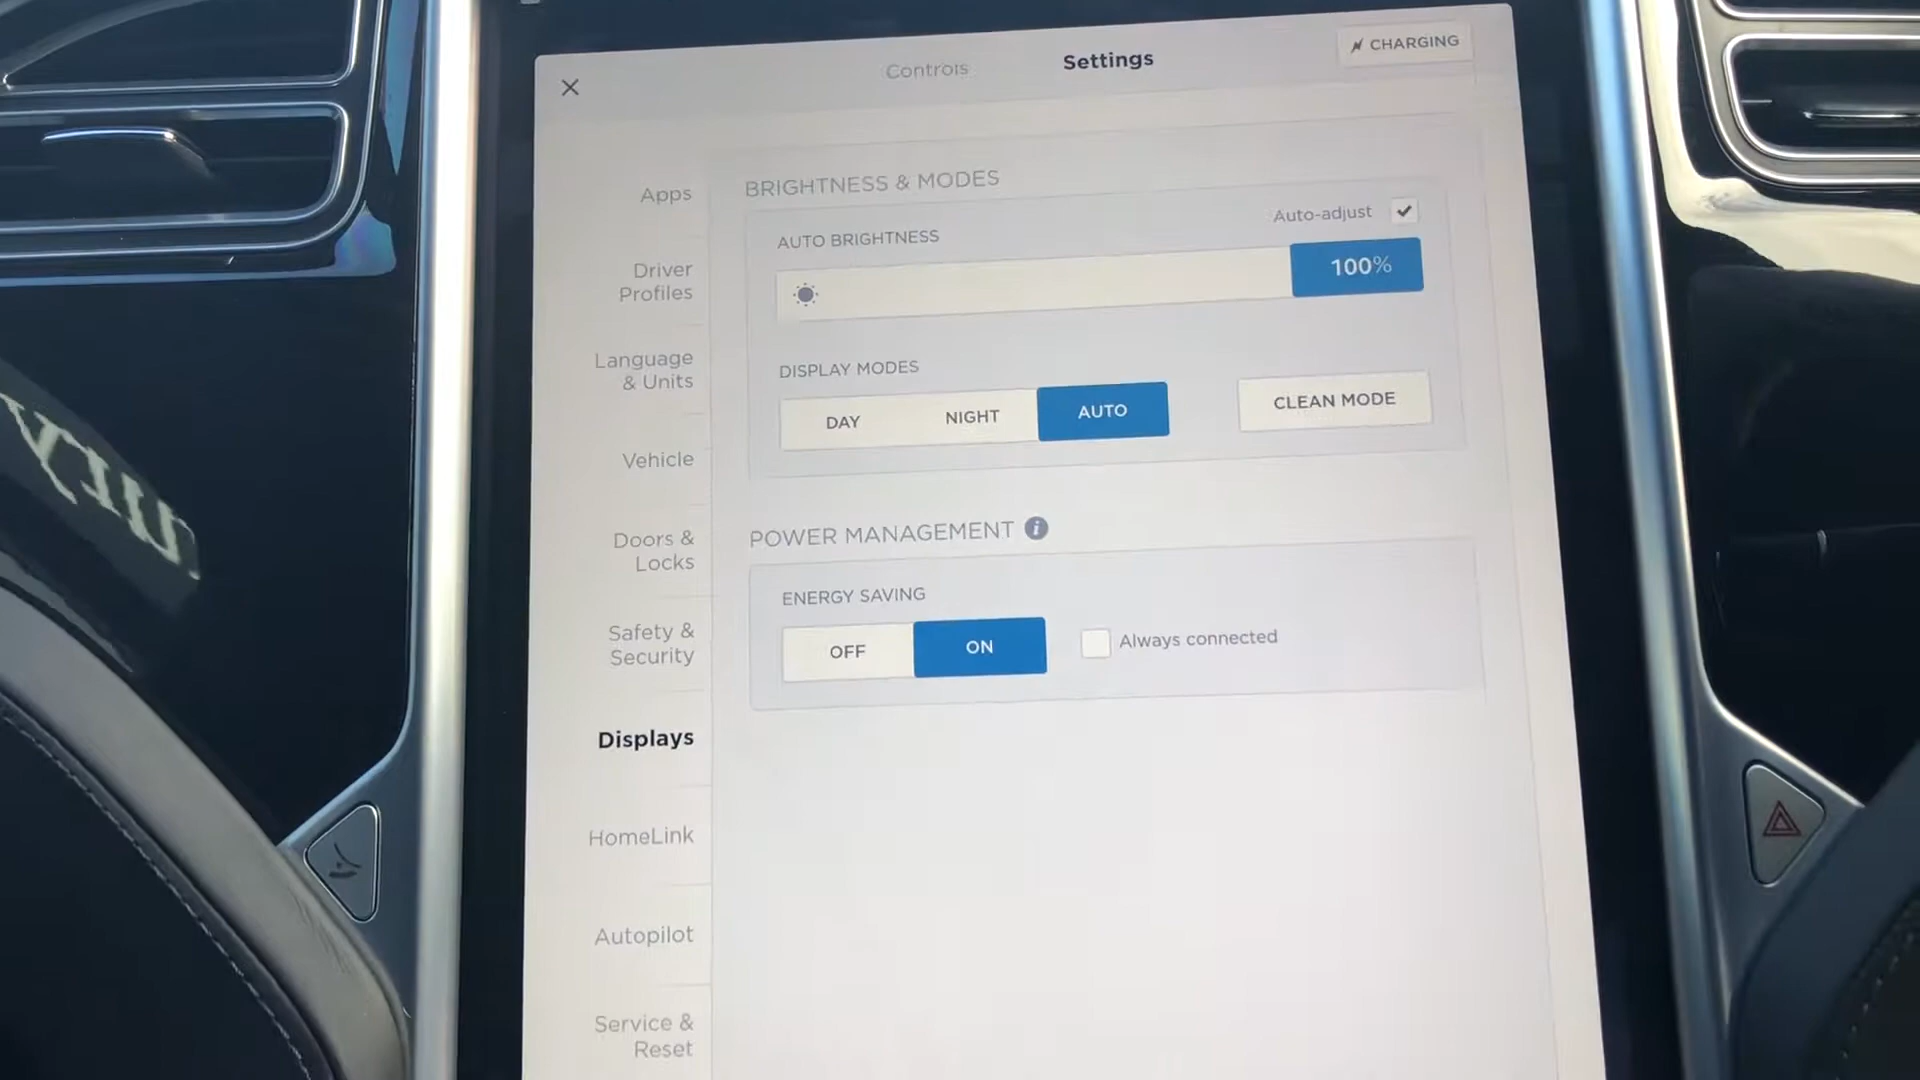 Controls
Settings
CHARGING
Apps
Driver
Profiles
Language
& Units
Vehicle
Doors &
Locks
Safety &
Security
Displays
HomeLink
Autopilot
Service &
Reset
BRIGHTNESS & MODES
AUTO BRIGHTNESS
Auto-adjust
100%
DISPLAY MODES
DAY
NIGHT
AUTO
CLEAN MODE
POWER MANAGEMENT
ENERGY SAVING
OFF
ON
Always connected